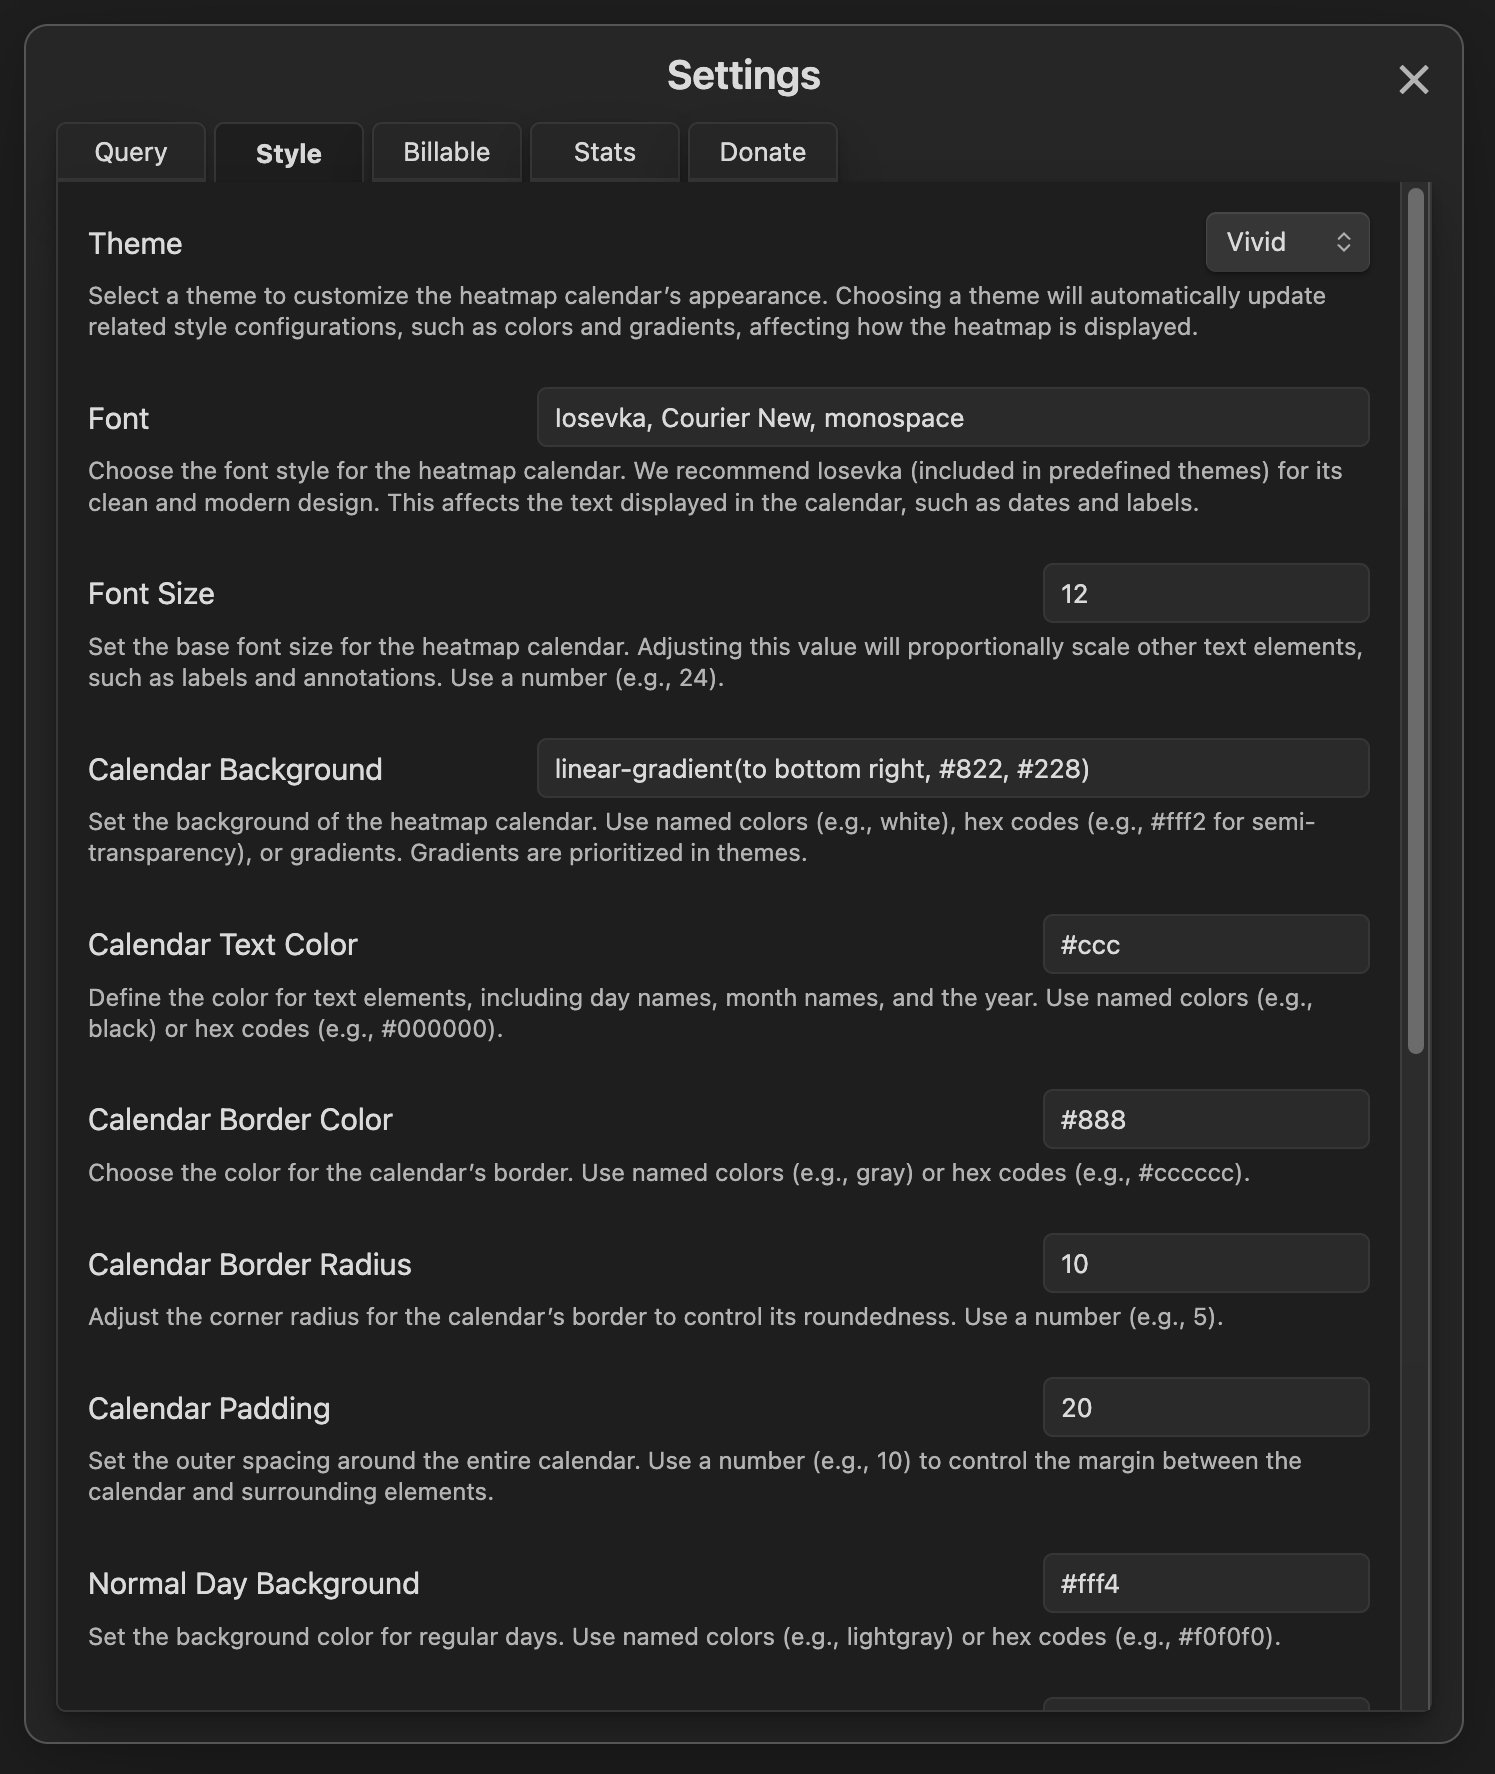 Settings
Query
Style
Billable
Stats
Donate
Theme
Vivid
Select a theme to customize the heatmap calendar’s appearance. Choosing a theme will automatically update
related style configurations, such as colors and gradients, affecting how the heatmap is displayed.
Font
Iosevka, Courier New, monospace
Choose the font style for the heatmap calendar. We recommend Iosevka (included in predefined themes) for its
clean and modern design. This affects the text displayed in the calendar, such as dates and labels.
Font Size
12
Set the base font size for the heatmap calendar. Adjusting this value will proportionally scale other text elements,
such as labels and annotations. Use a number (e.g., 24).
Calendar Background
linear-gradient(to bottom right, #822, #228)
Set the background of the heatmap calendar. Use named colors (e.g., white), hex codes (e.g., #fff2 for semi-
transparency), or gradients. Gradients are prioritized in themes.
Calendar Text Color
#ccc
Define the color for text elements, including day names, month names, and the year. Use named colors (e.g.,
black) or hex codes (e.g., #000000).
Calendar Border Color
#888
Choose the color for the calendar’s border. Use named colors (e.g., gray) or hex codes (e.g., #cccccc).
Calendar Border Radius
10
Adjust the corner radius for the calendar’s border to control its roundedness. Use a number (e.g., 5).
Calendar Padding
20
Set the outer spacing around the entire calendar. Use a number (e.g., 10) to control the margin between the
calendar and surrounding elements.
Normal Day Background
#fff4
Set the background color for regular days. Use named colors (e.g., lightgray) or hex codes (e.g., #f0f0f0).